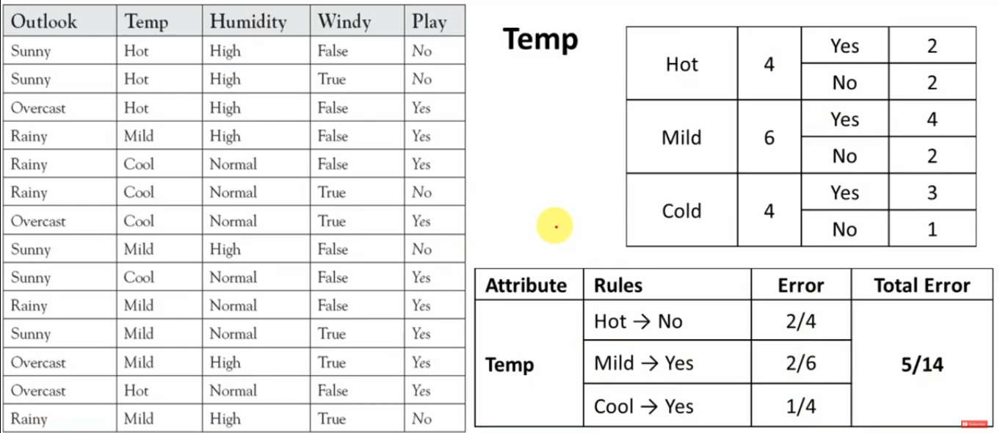 Outlook Temp Humidity Windy Play
Sunny Hot High False No
Sunny Hot High True No
Overcast Hot High False Yes
Rainy Mild High False Yes
Rainy Cool Normal False Yes
Rainy Cool Normal True No
Overcast Cool Normal True Yes
Sunny Mild High False No
Sunny Cool Normal False Yes
Rainy Mild Normal False Yes
Sunny Mild Normal True Yes
Overcast Mild High True Yes
Overcast Hot Normal False Yes
Rainy Mild High True No
Temp
Hot 4 Yes 2
No 2
Mild 6 Yes 4
No 2
Cold 4 Yes 3
No 1
Attribute Rules Error Total Error
Temp Hot → No 2/4 5/14
Mild → Yes 2/6
Cool → Yes 1/4